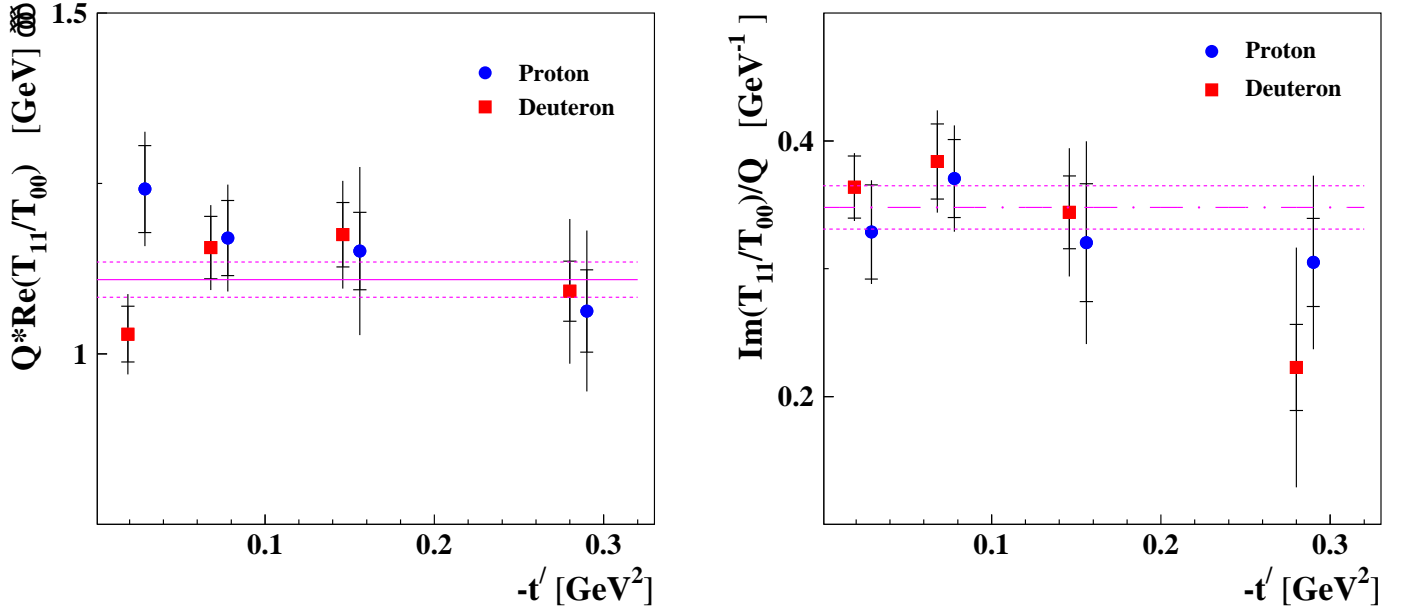 Q*Re(T11/T00) [GeV]
1.5
1
Proton
Deuteron
0.1 0.2 0.3
-t′ [GeV²]
Im(T11/T00)/Q [GeV⁻¹]
0.4
0.2
Proton
Deuteron
0.1 0.2 0.3
-t′ [GeV²]